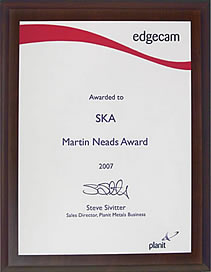 edgecam
Awarded to
SKA
Martin Neads Award
2007
Steve Sivitter
Sales Director, Planit Metals Business
planit